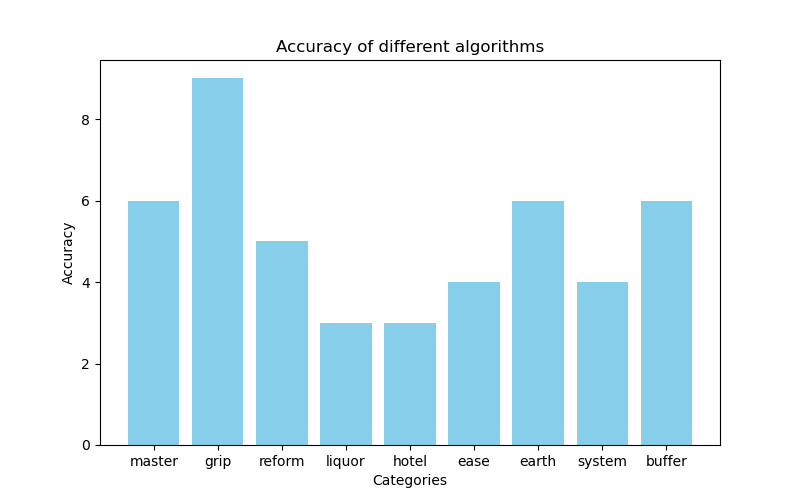 Accuracy of different algorithms
8
6
4
2
0
Accuracy
master grip reform liquor hotel ease earth system buffer
Categories